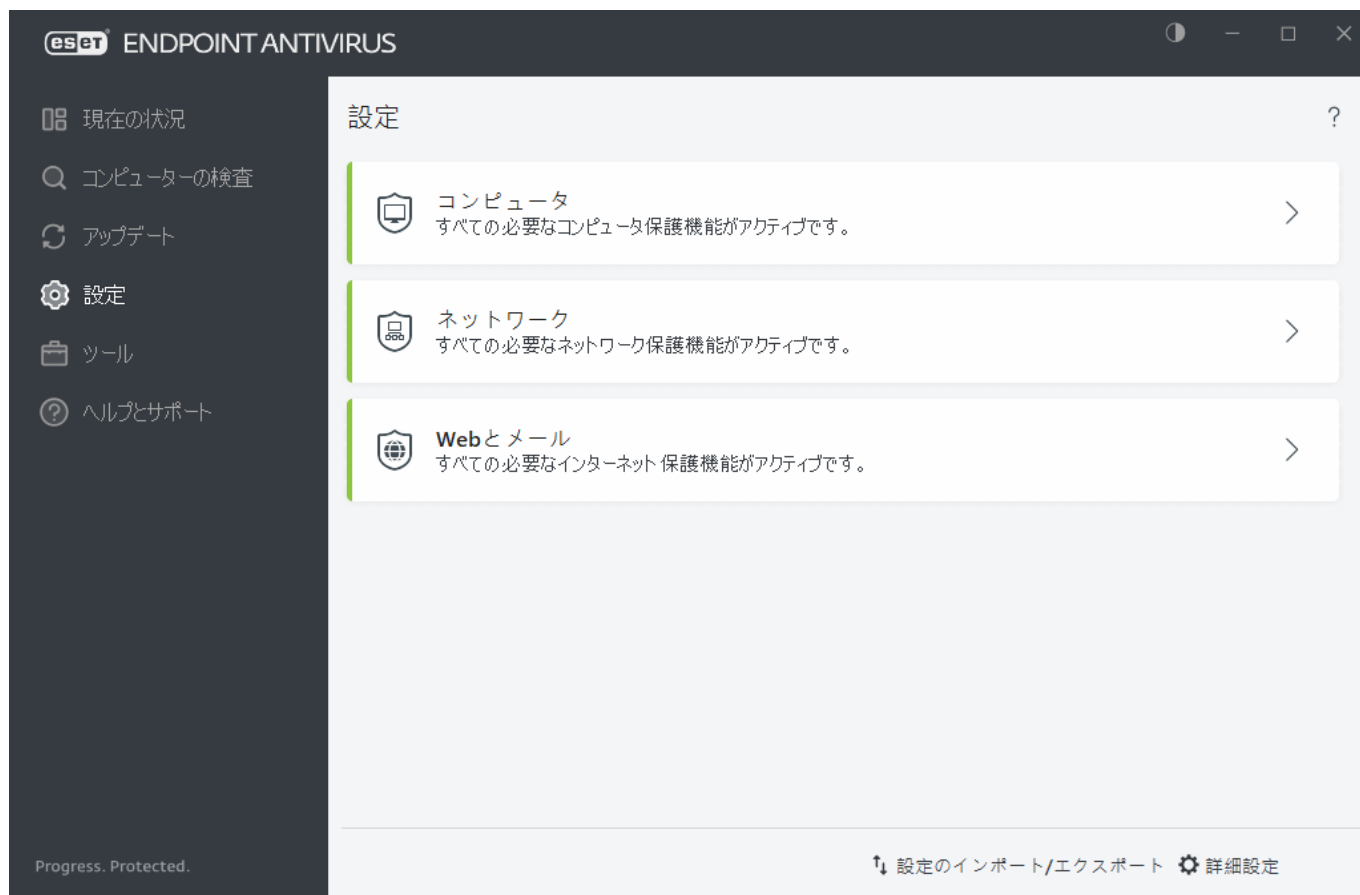 eseT ENDPOINT ANTIVIRUS
現在の状況
コンピューターの検査
アップデート
設定
ツール
ヘルプとサポート
Progress. Protected.
設定
?
コンピュータ
すべての必要なコンピュータ保護機能がアクティブです。
ネットワーク
すべての必要なネットワーク保護機能がアクティブです。
Webとメール
すべての必要なインターネット保護機能がアクティブです。
設定のインポート/エクスポート 詳細設定